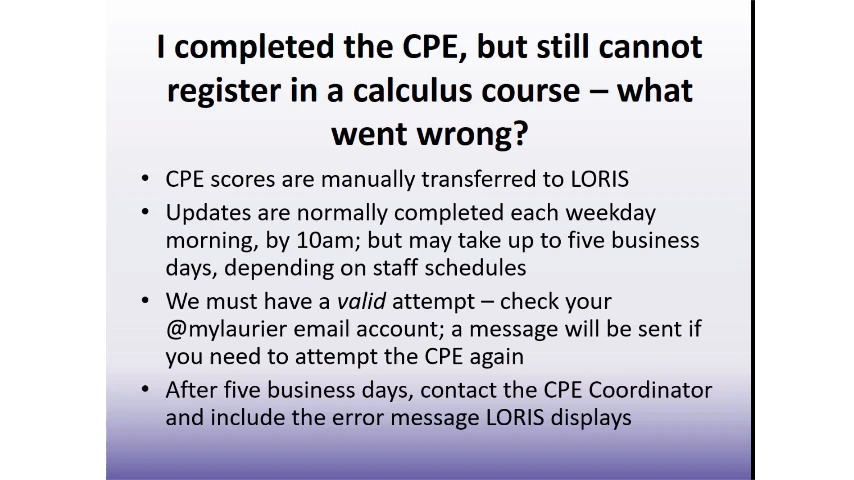 I completed the CPE, but still cannot
register in a calculus course – what
went wrong?
• CPE scores are manually transferred to LORIS
• Updates are normally completed each weekday
morning, by 10am; but may take up to five business
days, depending on staff schedules
• We must have a valid attempt – check your
@mylaurier email account; a message will be sent if
you need to attempt the CPE again
• After five business days, contact the CPE Coordinator
and include the error message LORIS displays